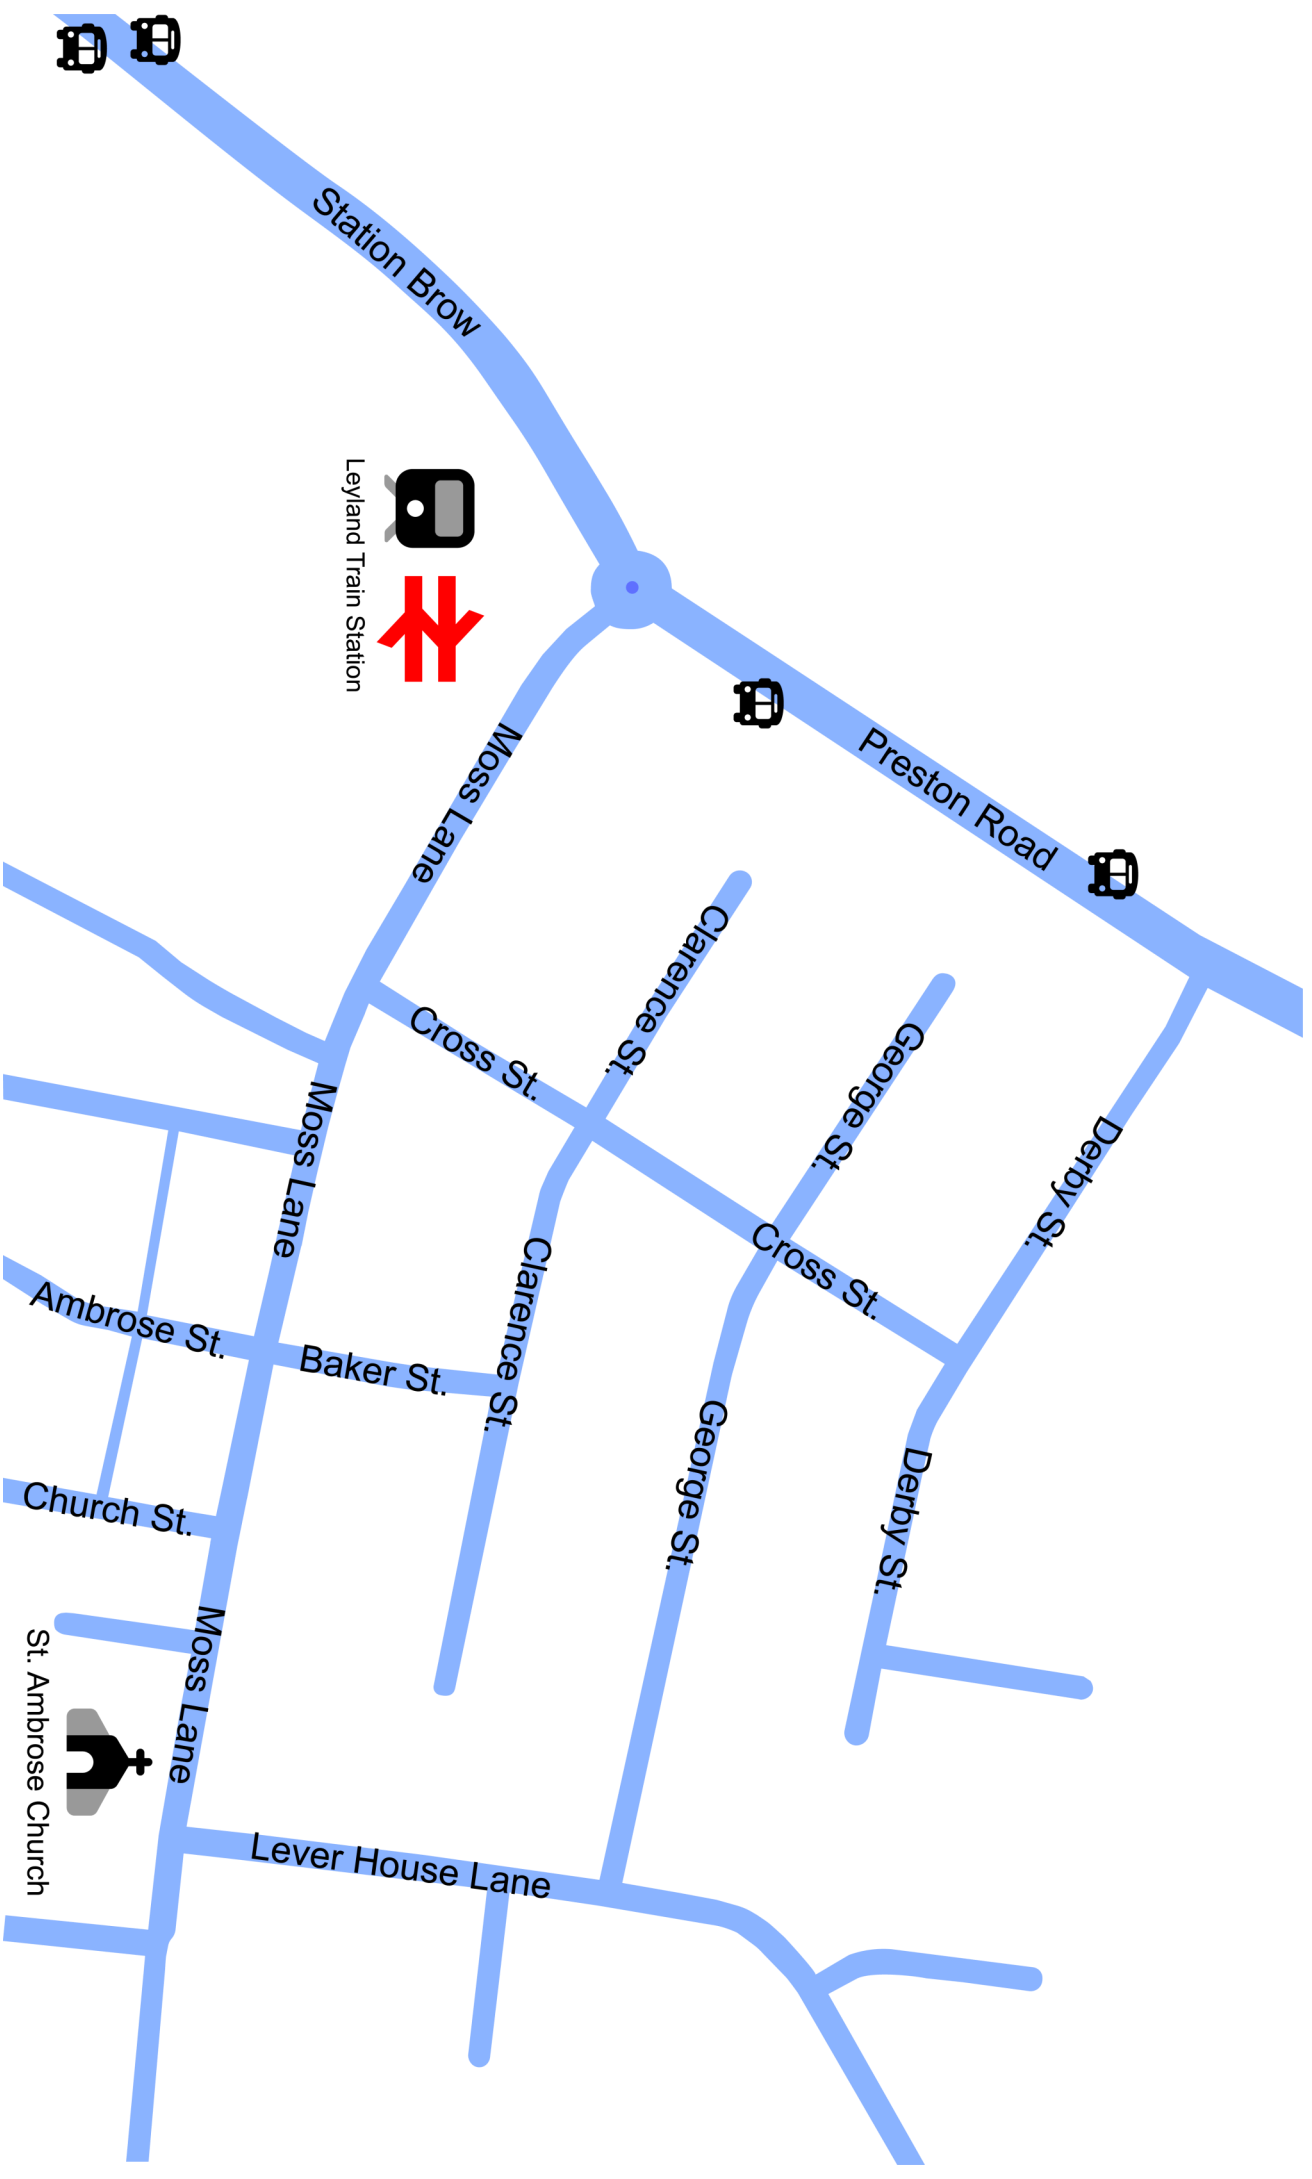 Station Brow
Leyland Train Station
Moss Lane
Preston Road
Clarence St.
Cross St.
George St.
Derby St.
Moss Lane
Cross St.
Clarence St.
Ambrose St.
Baker St.
George St.
Derby St.
Church St.
Moss Lane
St. Ambrose Church
Lever House Lane